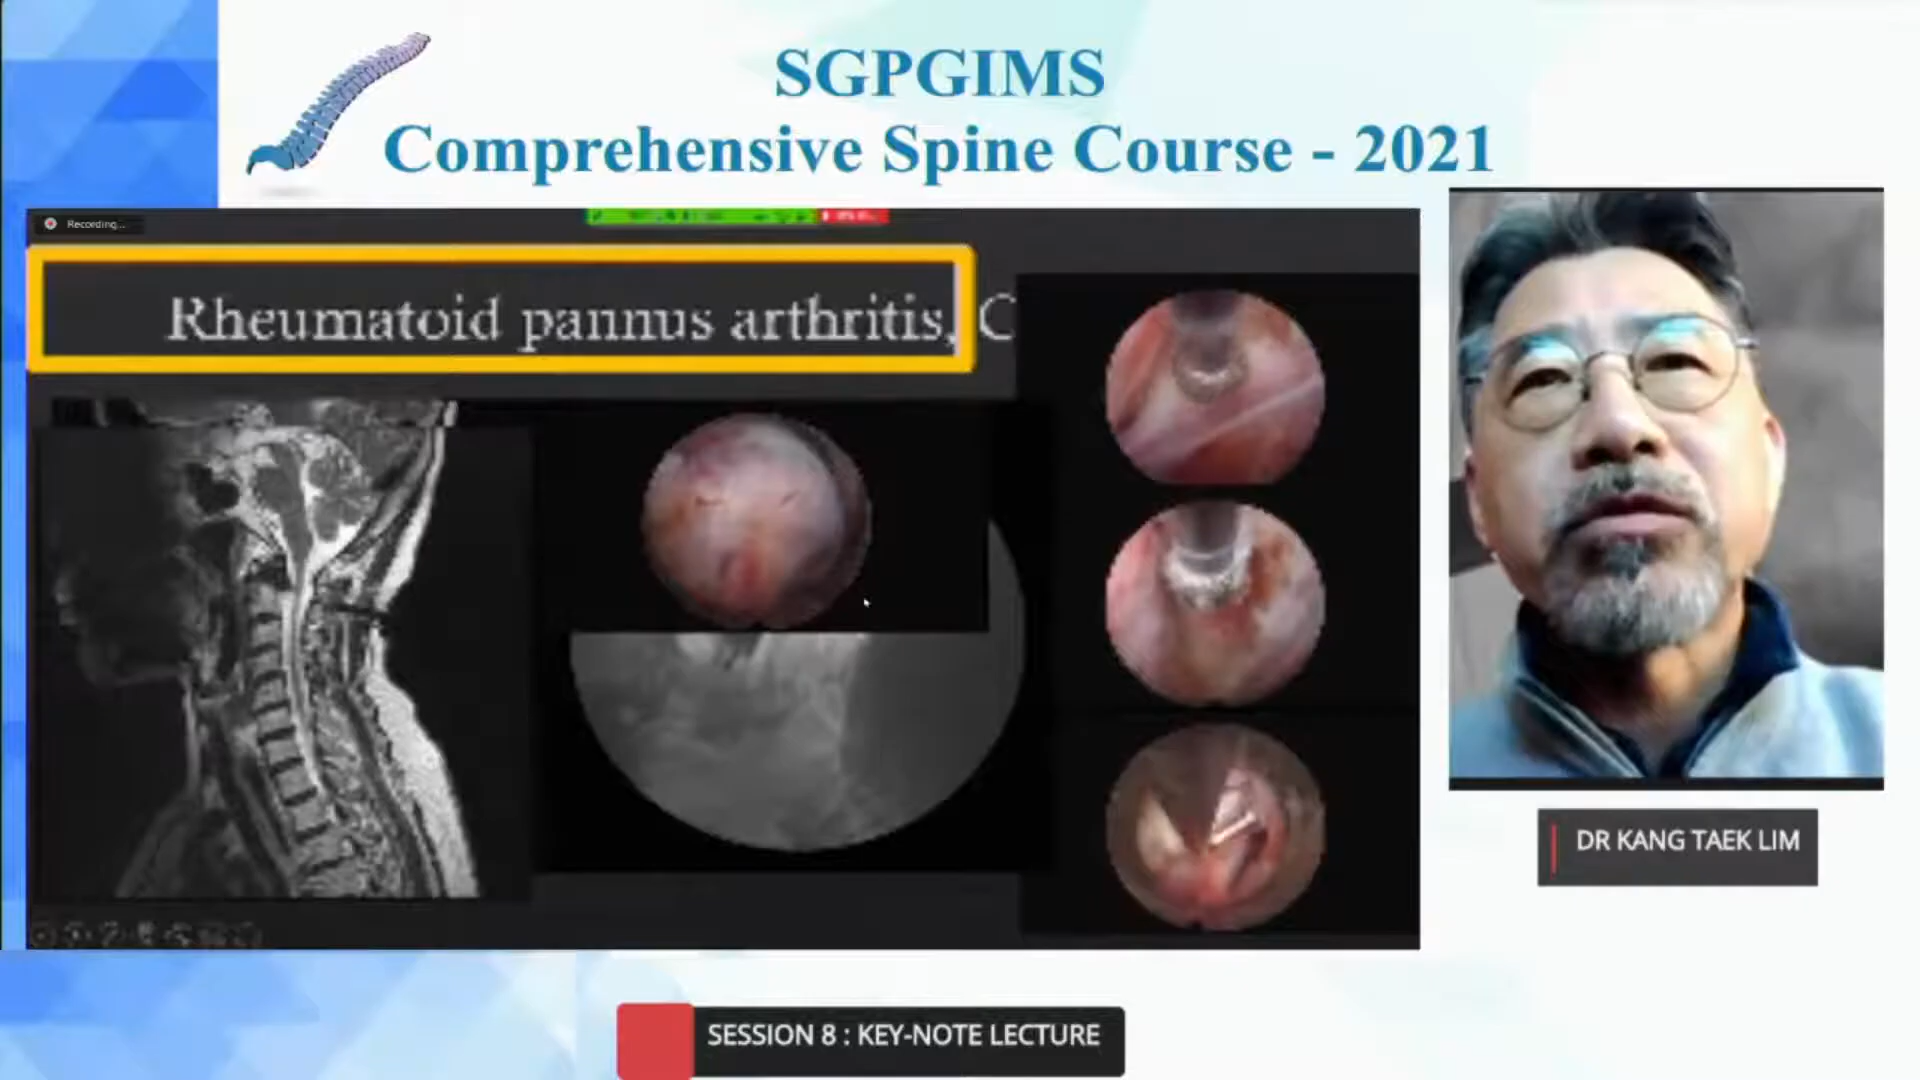 SGPGIMS
Comprehensive Spine Course - 2021
Recording...
Rheumatoid pannus arthritis, C
DR KANG TAEK LIM
SESSION 8 : KEY-NOTE LECTURE